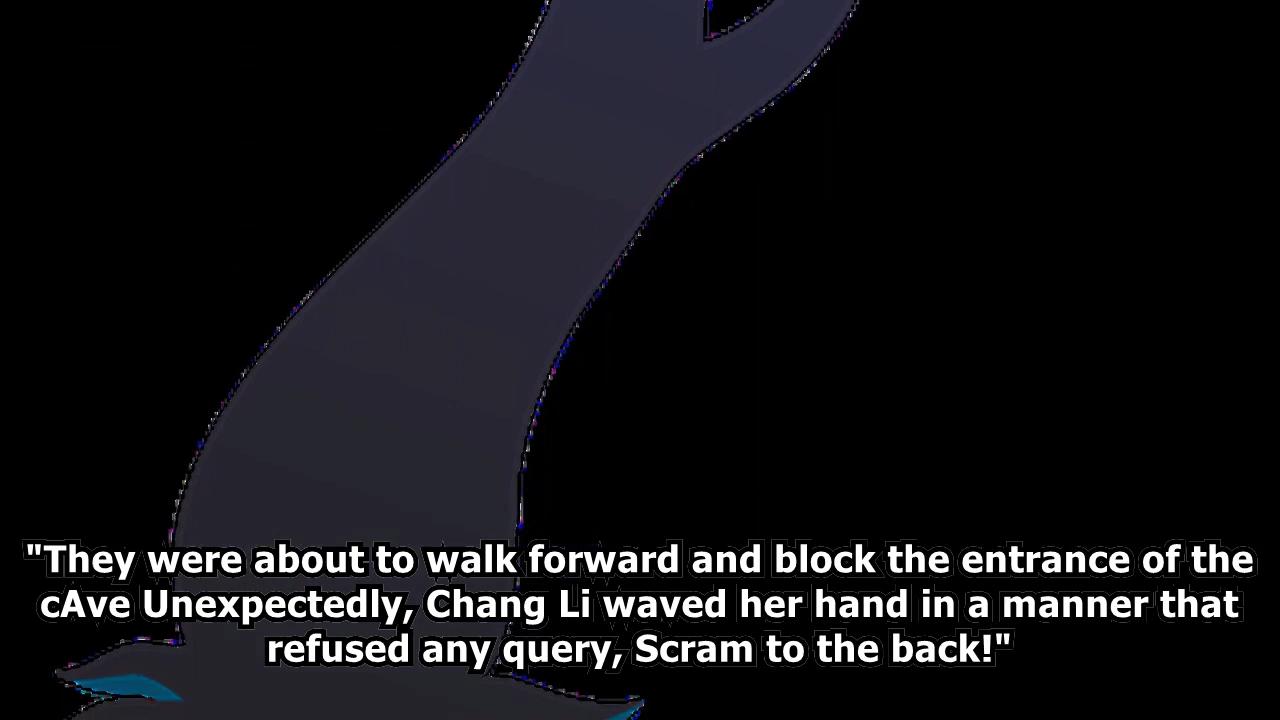 "They were about to walk forward and block the entrance of the
cAve Unexpectedly, Chang Li waved her hand in a manner that
refused any query, Scram to the back!"